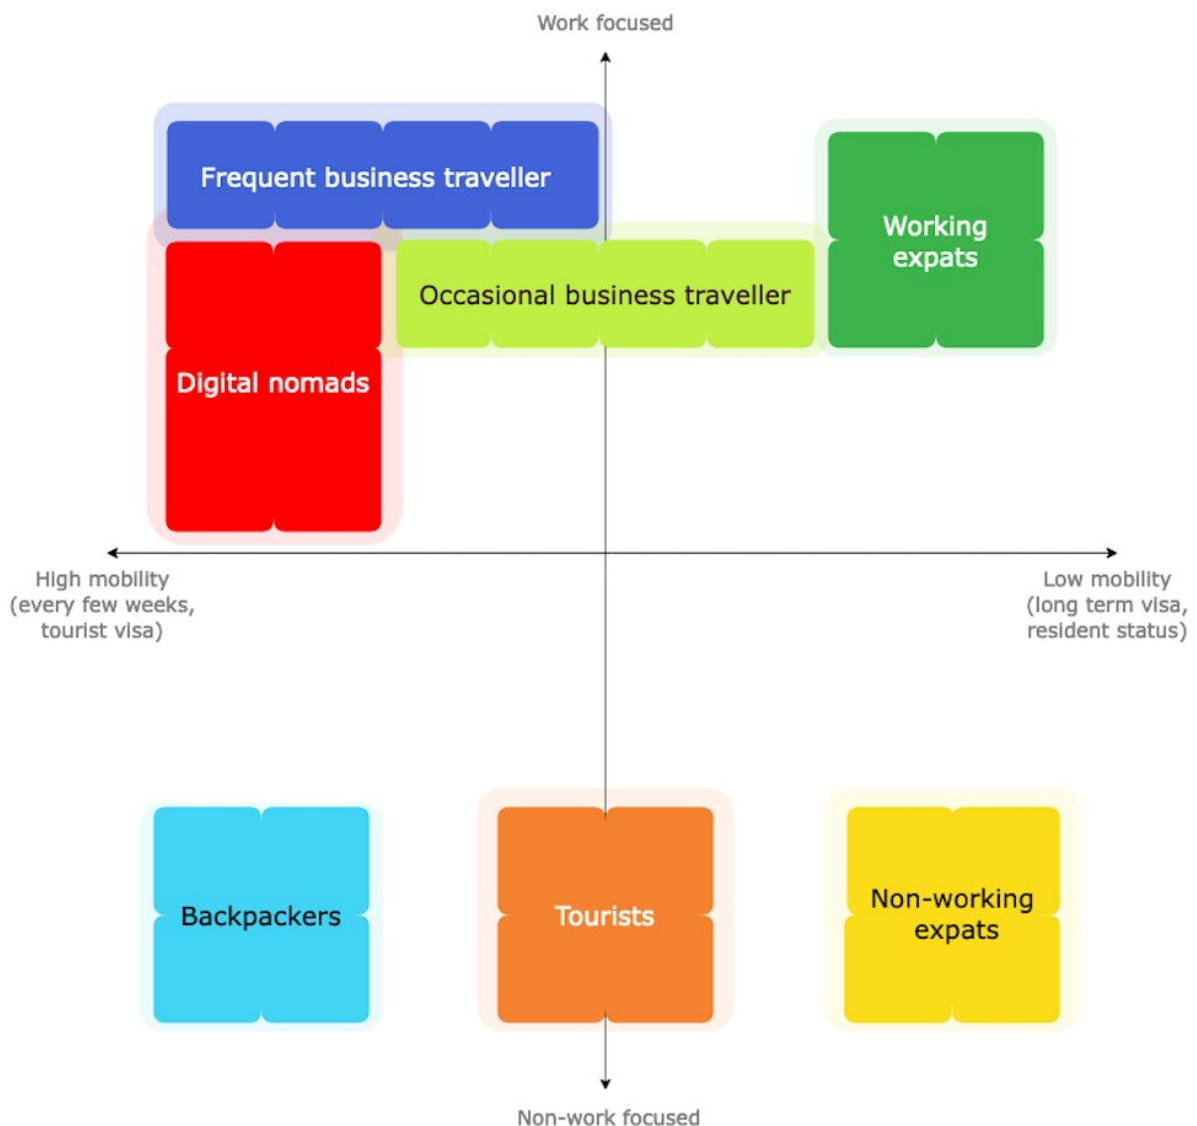 Work focused
Frequent business traveller
Working
expats
Occasional business traveller
Digital nomads
High mobility
(every few weeks,
tourist visa)
Low mobility
(long term visa,
resident status)
Backpackers
Tourists
Non-working
expats
Non-work focused